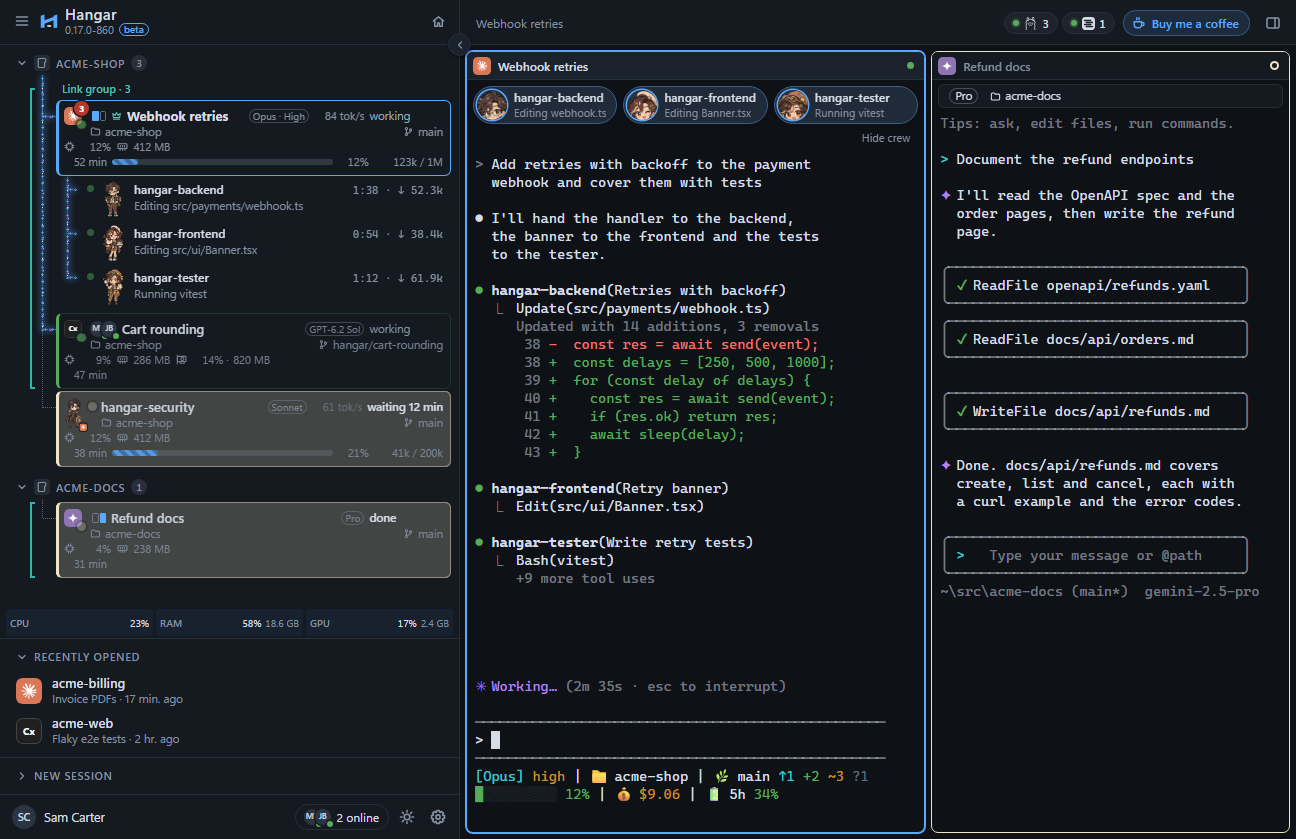 Hangar
0.17.0-860 beta
ACME-SHOP 3
Link group · 3
3
Webhook retries Opus · High 84 tok/s working
acme-shop main
12% 412 MB
52 min 12% 123k / 1M
hangar-backend 1:38 · ↓ 52.3k
Editing src/payments/webhook.ts
hangar-frontend 0:54 · ↓ 38.4k
Editing src/ui/Banner.tsx
hangar-tester 1:12 · ↓ 61.9k
Running vitest
Cx M JB Cart rounding GPT-6.2 Sol working
acme-shop hangar/cart-rounding
9% 286 MB 14% · 820 MB
47 min
hangar-security Sonnet 61 tok/s waiting 12 min
acme-shop main
12% 412 MB
38 min 21% 41k / 200k
ACME-DOCS 1
Refund docs Pro done
acme-docs main
4% 238 MB
31 min
CPU 23% RAM 58% 18.6 GB GPU 17% 2.4 GB
RECENTLY OPENED
acme-billing
Invoice PDFs · 17 min. ago
Cx
acme-web
Flaky e2e tests · 2 hr. ago
NEW SESSION
SC Sam Carter M JB 2 online
Webhook retries 3 1 Buy me a coffee
Webhook retries
hangar-backend
Editing webhook.ts
hangar-frontend
Editing Banner.tsx
hangar-tester
Running vitest
Hide crew
> Add retries with backoff to the payment
webhook and cover them with tests
● I'll hand the handler to the backend,
the banner to the frontend and the tests
to the tester.
● hangar-backend(Retries with backoff)
└ Update(src/payments/webhook.ts)
Updated with 14 additions, 3 removals
38 - const res = await send(event);
38 + const delays = [250, 500, 1000];
39 + for (const delay of delays) {
40 + const res = await send(event);
41 + if (res.ok) return res;
42 + await sleep(delay);
43 + }
● hangar-frontend(Retry banner)
└ Edit(src/ui/Banner.tsx)
● hangar-tester(Write retry tests)
└ Bash(vitest)
+9 more tool uses
✳ Working… (2m 35s · esc to interrupt)
>
[Opus] high | acme-shop | main ↑1 +2 ~3 ?1
12% | $9.06 | 5h 34%
Refund docs
Pro acme-docs
Tips: ask, edit files, run commands.
> Document the refund endpoints
✦ I'll read the OpenAPI spec and the
order pages, then write the refund
page.
✓ ReadFile openapi/refunds.yaml
✓ ReadFile docs/api/orders.md
✓ WriteFile docs/api/refunds.md
✦ Done. docs/api/refunds.md covers
create, list and cancel, each with
a curl example and the error codes.
> Type your message or @path
~\src\acme-docs (main*) gemini-2.5-pro